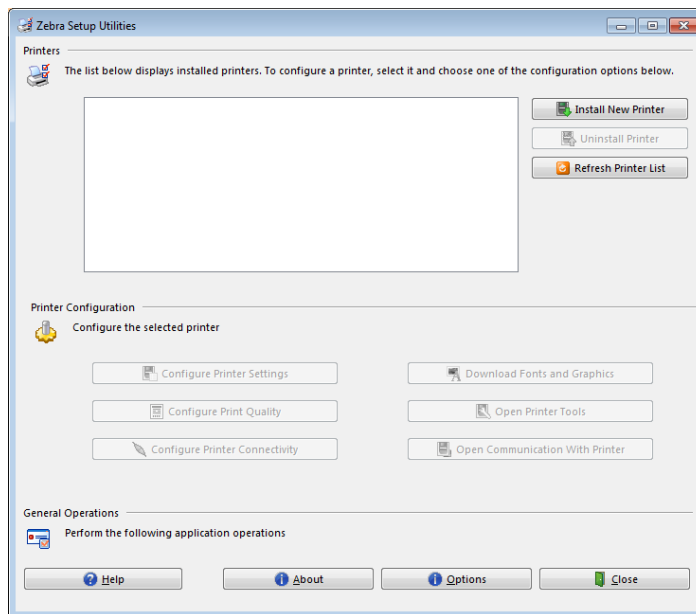 Zebra Setup Utilities
Printers
The list below displays installed printers. To configure a printer, select it and choose one of the configuration options below.
Install New Printer
Uninstall Printer
Refresh Printer List
Printer Configuration
Configure the selected printer
Configure Printer Settings
Download Fonts and Graphics
Configure Print Quality
Open Printer Tools
Configure Printer Connectivity
Open Communication With Printer
General Operations
Perform the following application operations
Help
About
Options
Close